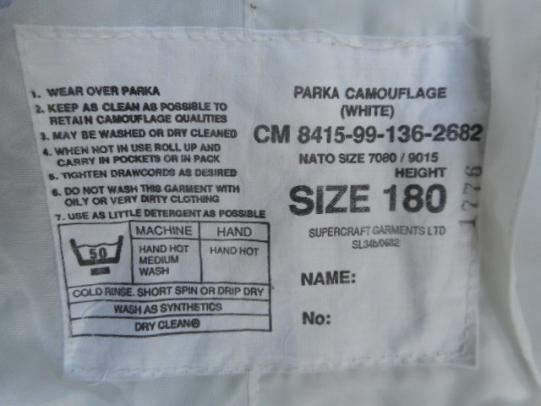 1. WEAR OVER PARKA
2. KEEP AS CLEAN AS POSSIBLE TO
RETAIN CAMOUFLAGE QUALITIES
3. MAY BE WASHED OR DRY CLEANED
4. WHEN NOT IN USE ROLL UP AND
CARRY IN POCKETS OR IN PACK
5. TIGHTEN DRAWCORDS AS DESIRED
6. DO NOT WASH THIS GARMENT WITH
OILY OR VERY DIRTY CLOTHING
7. USE AS LITTLE DETERGENT AS POSSIBLE
50
MACHINE HAND
HAND HOT HAND HOT
MEDIUM
WASH
COLD RINSE. SHORT SPIN OR DRIP DRY
WASH AS SYNTHETICS
DRY CLEAN Ⓟ
PARKA CAMOUFLAGE
(WHITE)
CM 8415-99-136-2682
NATO SIZE 7080 / 9015
HEIGHT
SIZE 180
SUPERCRAFT GARMENTS LTD
SL34b/0682
NAME:
No:
1776